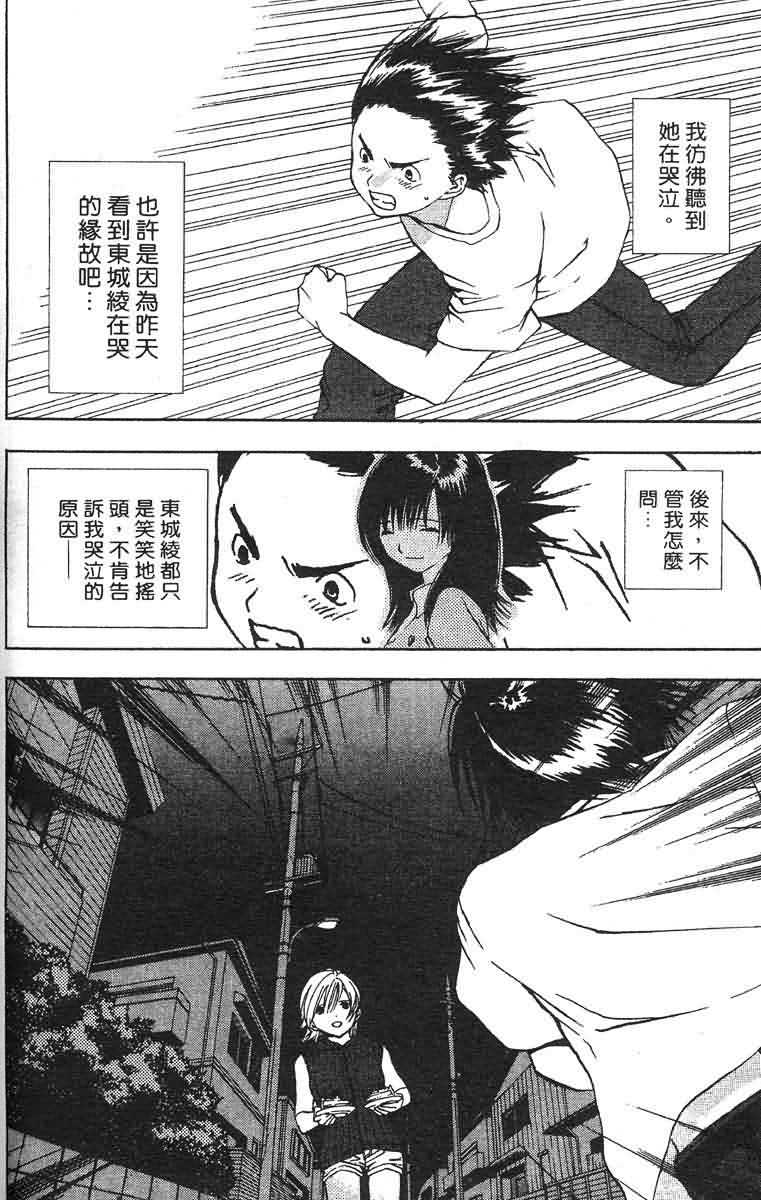 我彷彿聽到
她在哭泣。
也許是因為昨天
看到東城綾在哭
的緣故吧…
後來，不
管我怎麼
問…
東城綾都只
是笑笑地搖
頭，不肯告
訴我哭泣的
原因——